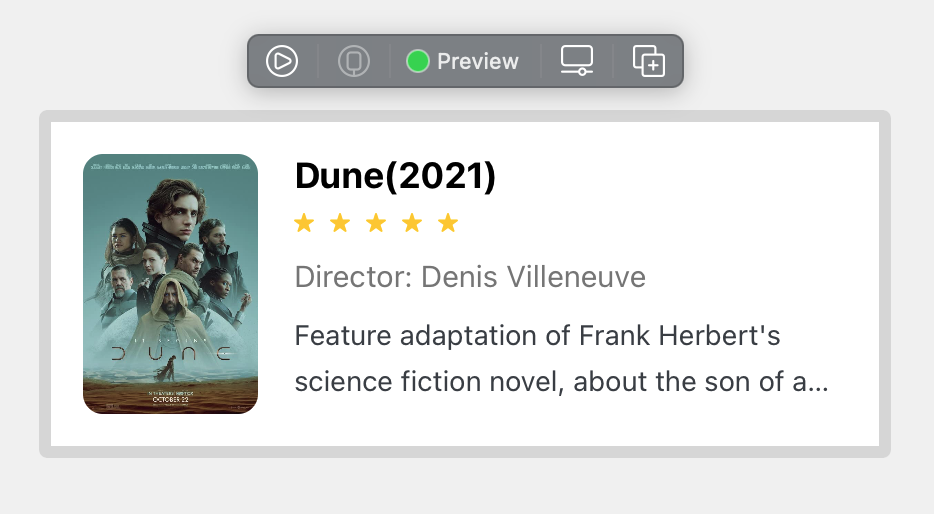 Preview
Dune(2021)
Director: Denis Villeneuve
Feature adaptation of Frank Herbert's
science fiction novel, about the son of a...
DUNE
OCTOBER 22